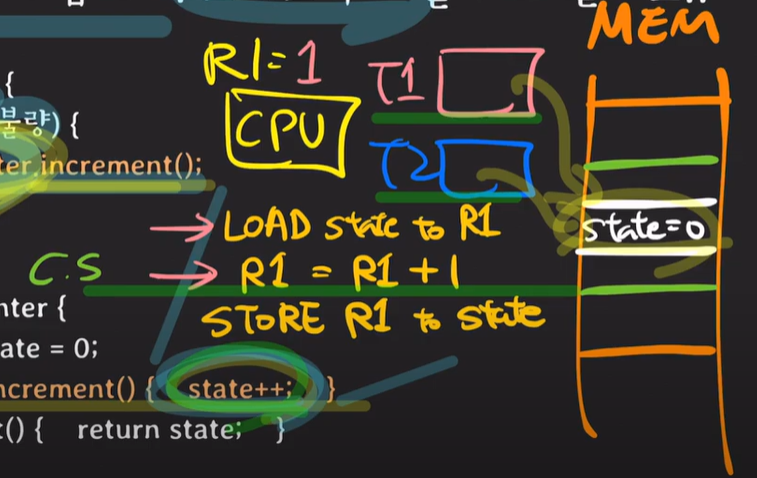 MEM
R1=1
T1
{
불량) {
CPU
ter.increment();
T2
LOAD state to R1
state=0
C.S
R1 = R1 + 1
nter {
STORE R1 to state
ate = 0;
ncrement() { state++; }
() { return state; }